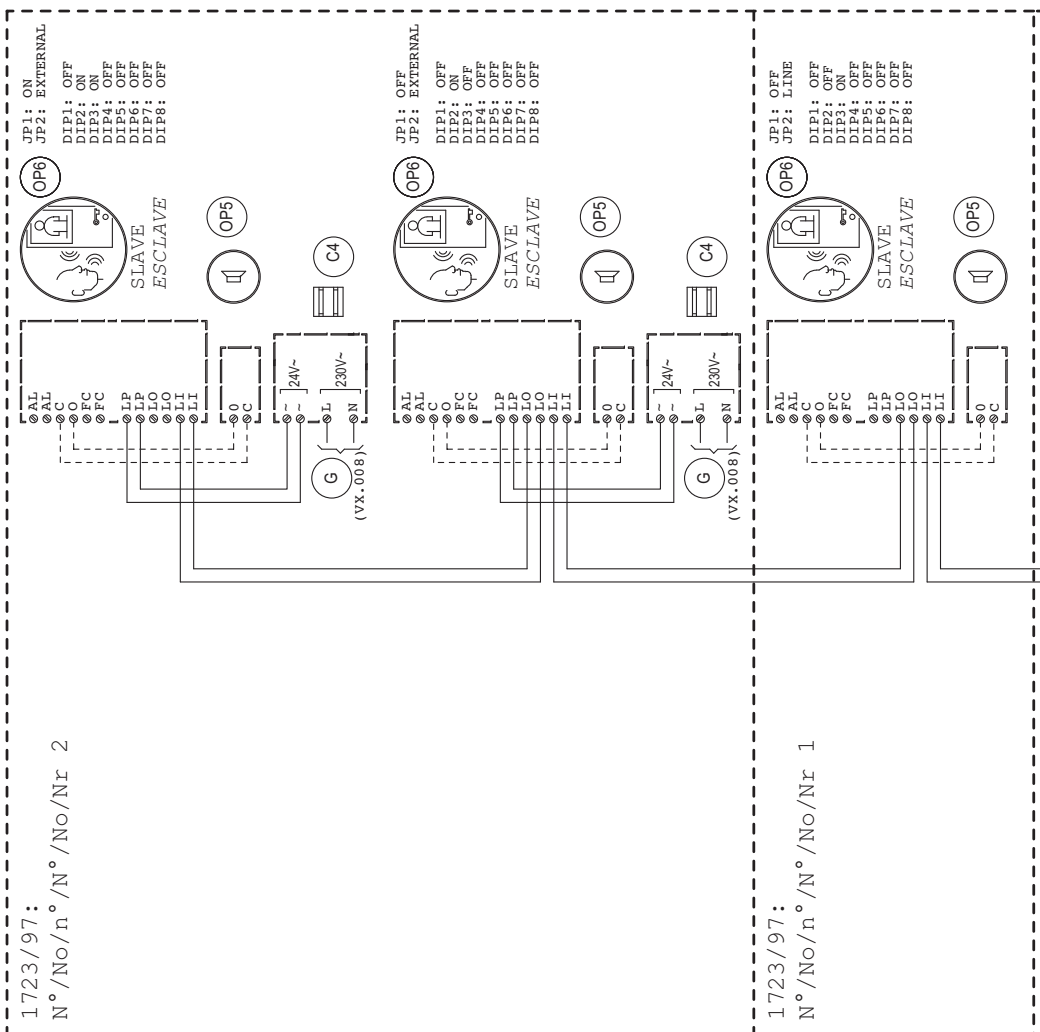 1723/97:
N°/No/n°/N°/No/Nr 2
OP6
JP1: ON
JP2: EXTERNAL
DIP1: OFF
DIP2: ON
DIP3: ON
DIP4: OFF
DIP5: OFF
DIP6: OFF
DIP7: OFF
DIP8: OFF
SLAVE
ESCLAVE
OP5
C4
AL
AL
C
O
FC
FC
LP
LP
LO
LO
LI
LI
0
C
~
~
24V~
L
N
230V~
G
(VX.008)
OP6
JP1: OFF
JP2: EXTERNAL
DIP1: OFF
DIP2: ON
DIP3: OFF
DIP4: OFF
DIP5: OFF
DIP6: OFF
DIP7: OFF
DIP8: OFF
SLAVE
ESCLAVE
OP5
C4
AL
AL
C
O
FC
FC
LP
LP
LO
LO
LI
LI
0
C
~
~
24V~
L
N
230V~
G
(VX.008)
1723/97:
N°/No/n°/N°/No/Nr 1
OP6
JP1: OFF
JP2: LINE
DIP1: OFF
DIP2: OFF
DIP3: ON
DIP4: OFF
DIP5: OFF
DIP6: OFF
DIP7: OFF
DIP8: OFF
SLAVE
ESCLAVE
OP5
AL
AL
C
O
FC
FC
LP
LP
LO
LO
LI
LI
0
C